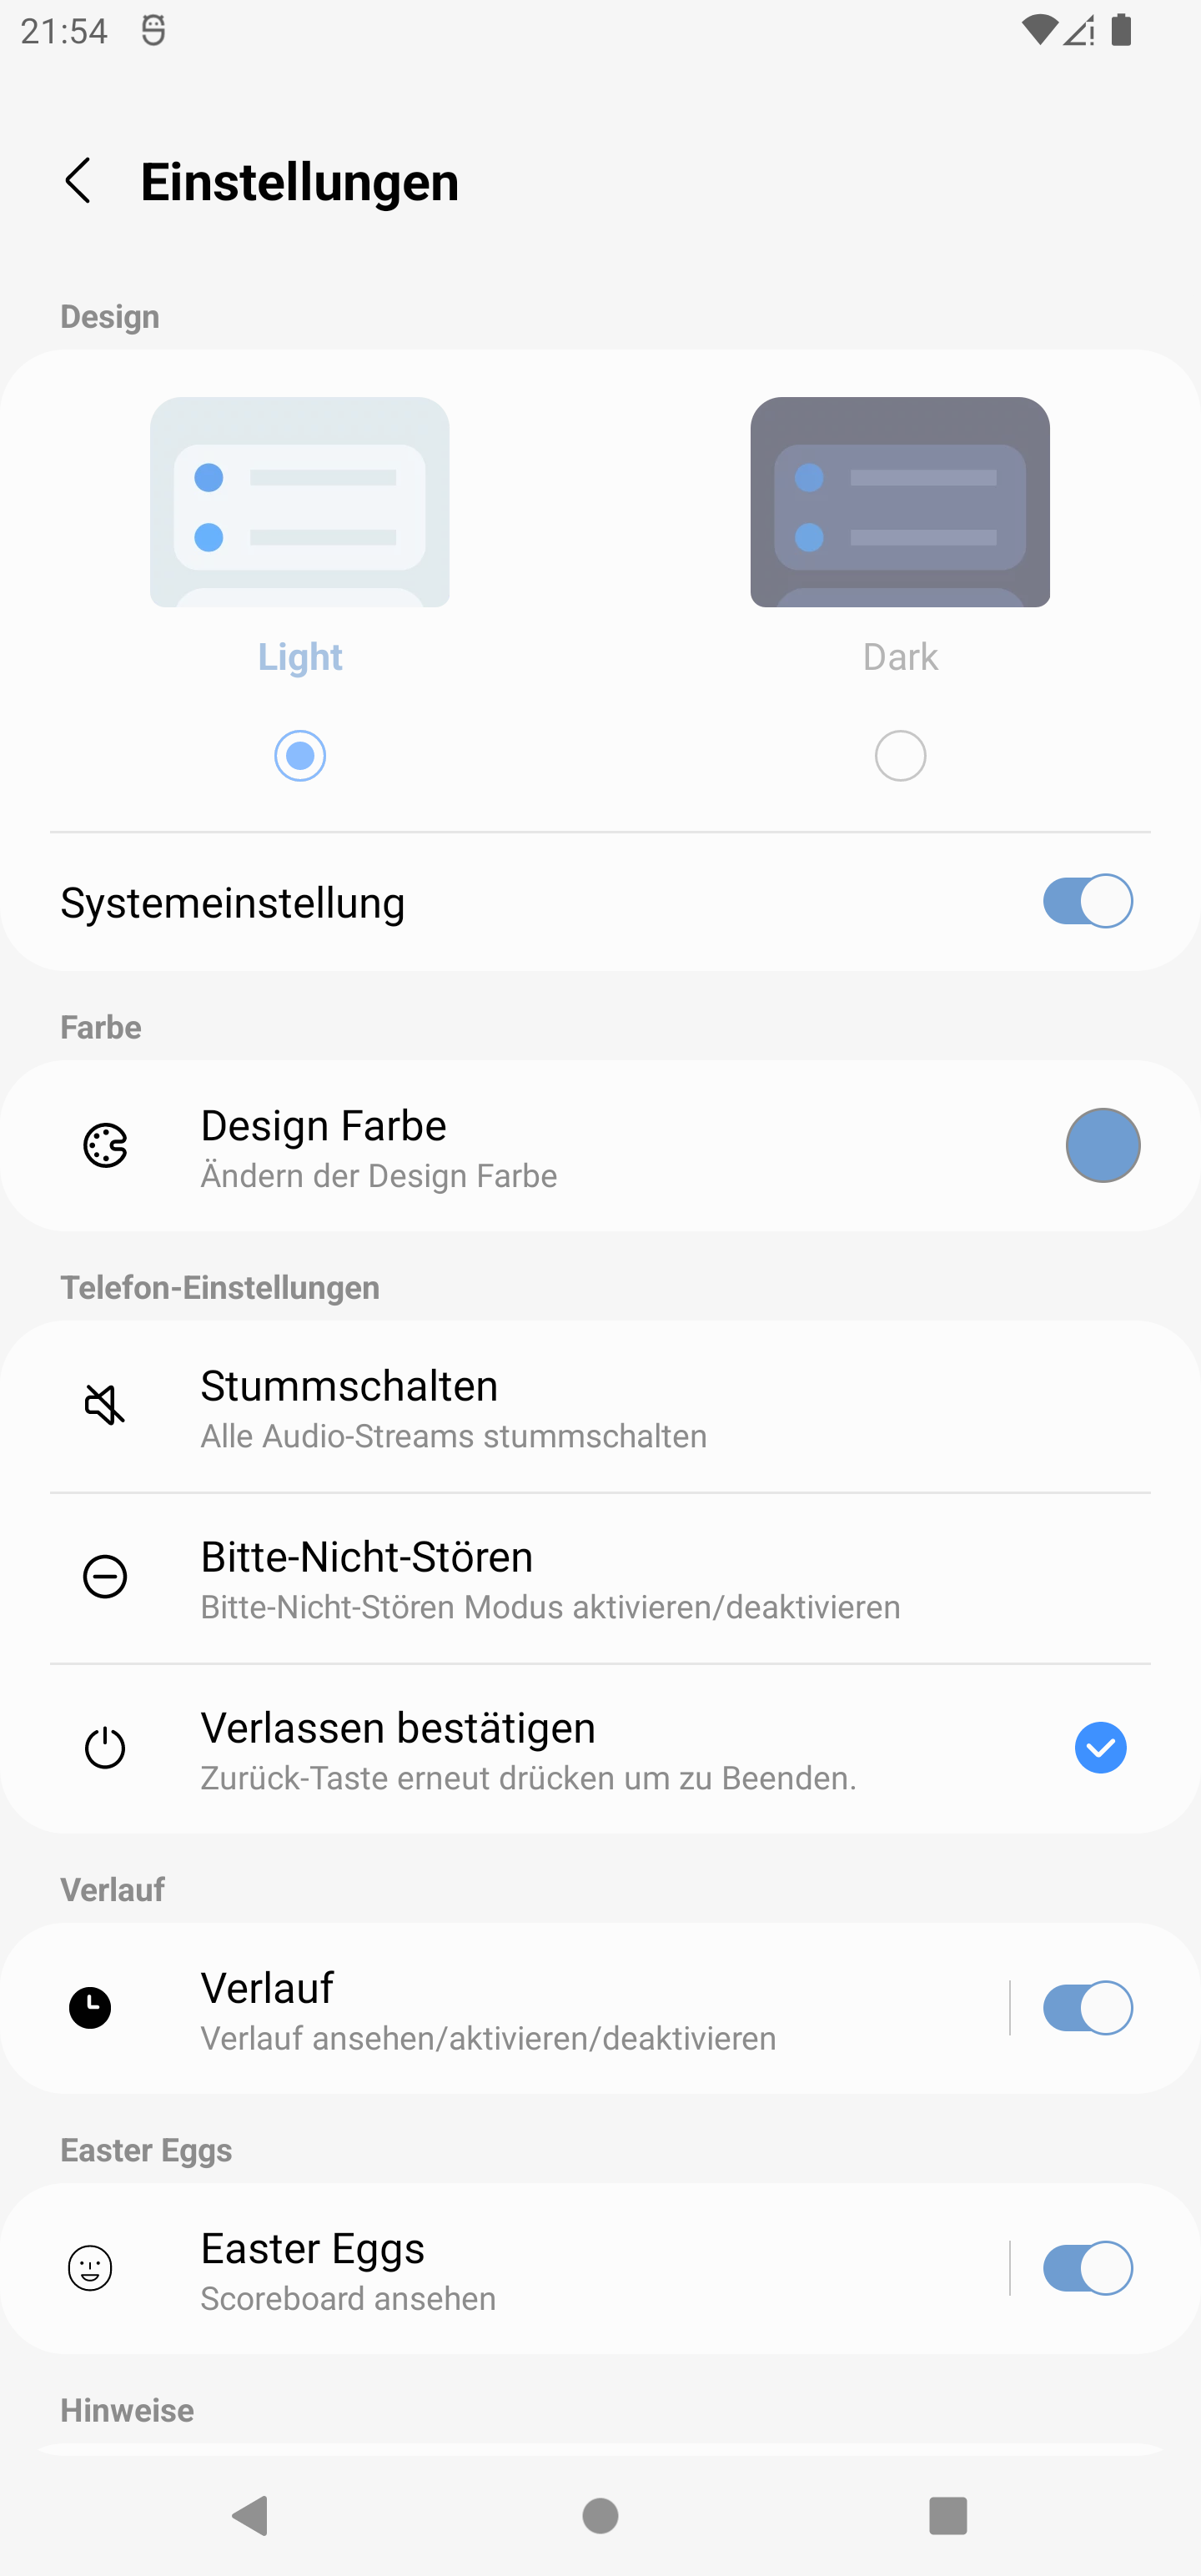 21:54
Einstellungen
Design
Light
Dark
Systemeinstellung
Farbe
Design Farbe
Ändern der Design Farbe
Telefon-Einstellungen
Stummschalten
Alle Audio-Streams stummschalten
Bitte-Nicht-Stören
Bitte-Nicht-Stören Modus aktivieren/deaktivieren
Verlassen bestätigen
Zurück-Taste erneut drücken um zu Beenden.
Verlauf
Verlauf
Verlauf ansehen/aktivieren/deaktivieren
Easter Eggs
Easter Eggs
Scoreboard ansehen
Hinweise